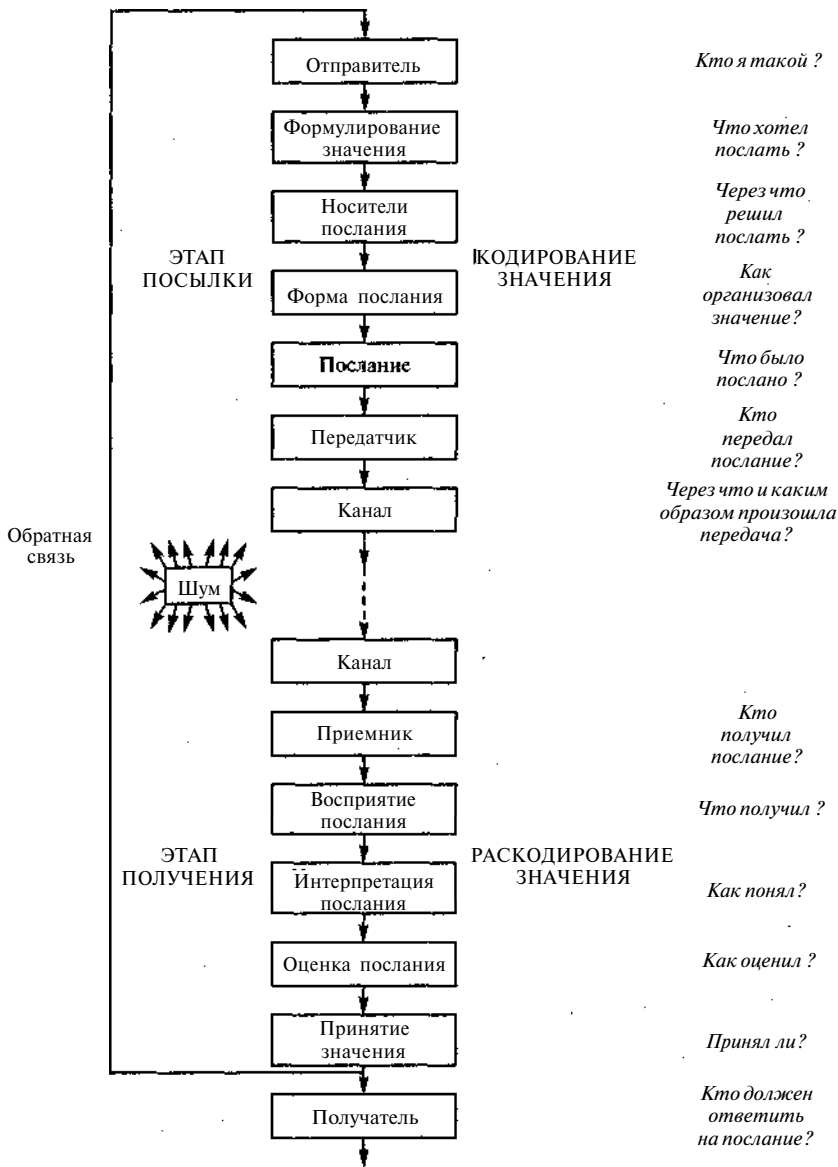 Отправитель
Кто я такой ?
Формулирование
значения
Что хотел
послать ?
Носители
послания
Через что
решил
послать ?
ЭТАП
ПОСЫЛКИ
КОДИРОВАНИЕ
ЗНАЧЕНИЯ
Форма послания
Как
организовал
значение?
Послание
Что было
послано ?
Передатчик
Кто
передал
послание?
Канал
Через что и каким
образом произошла
передача?
Обратная
связь
Шум
Канал
Приемник
Кто
получил
послание?
Восприятие
послания
Что получил ?
ЭТАП
ПОЛУЧЕНИЯ
РАСКОДИРОВАНИЕ
ЗНАЧЕНИЯ
Интерпретация
послания
Как понял?
Оценка послания
Как оценил ?
Принятие
значения
Принял ли?
Получатель
Кто должен
ответить
на послание?